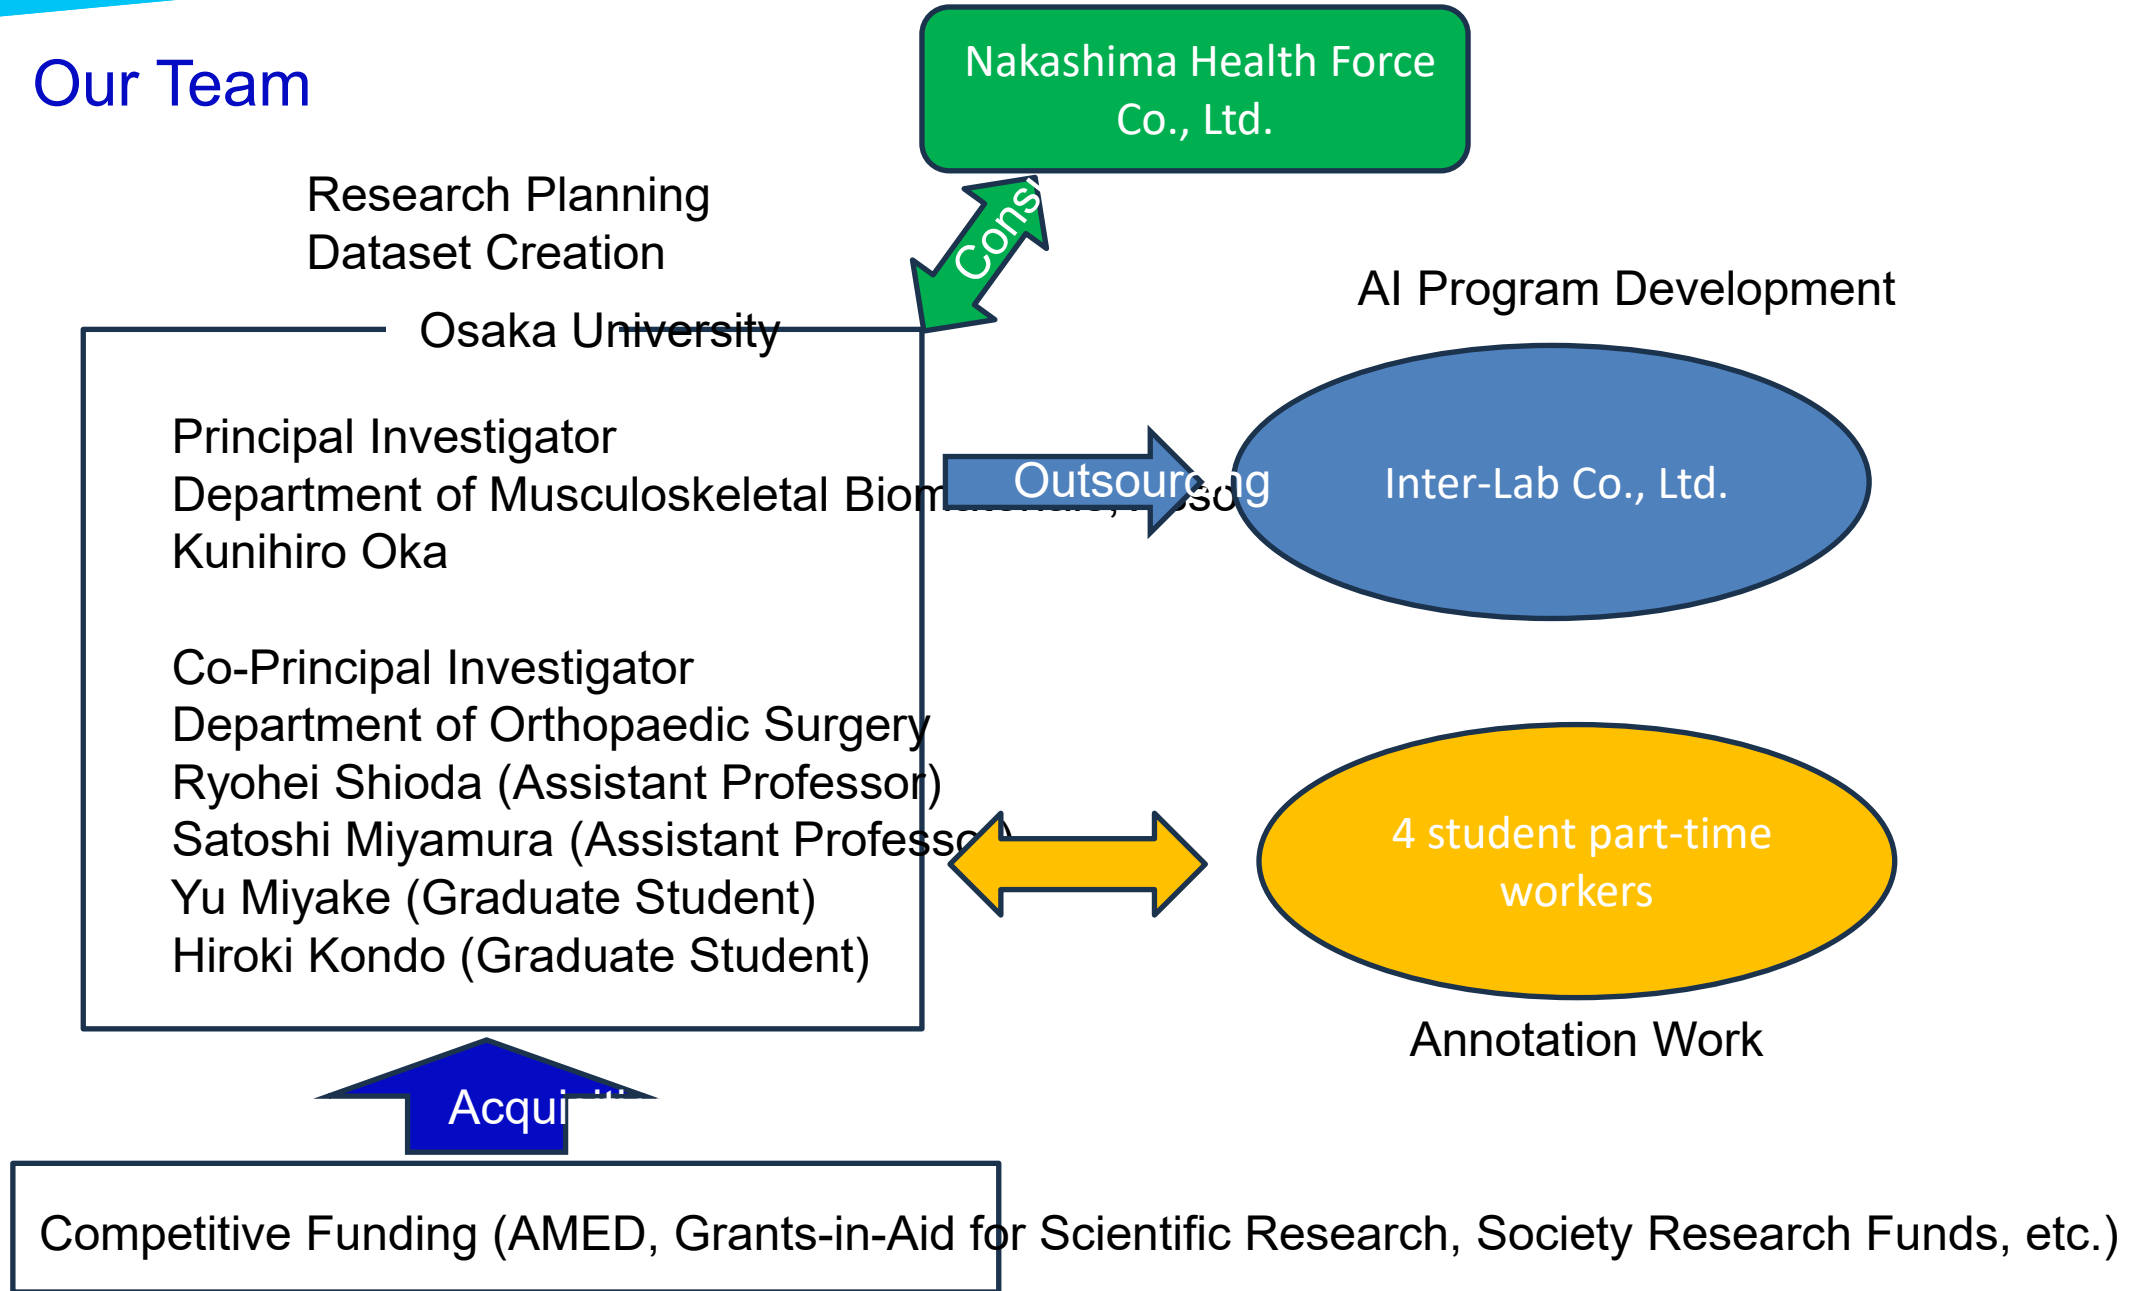 Our Team
Nakashima Health Force
Co., Ltd.
Research Planning
Dataset Creation
AI Program Development
Osaka University
Principal Investigator
Department of Musculoskeletal
Outsourcing
Inter-Lab Co., Ltd.
Kunihiro Oka
Co-Principal Investigator
Department of Orthopaedic Surgery
Ryohei Shioda (Assistant Professor)
Satoshi Miyamura (Assistant Professor)
4 student part-time
workers
Yu Miyake (Graduate Student)
Hiroki Kondo (Graduate Student)
Annotation Work
Competitive Funding (AMED, Grants-in-Aid for Scientific Research, Society Research Funds, etc.)